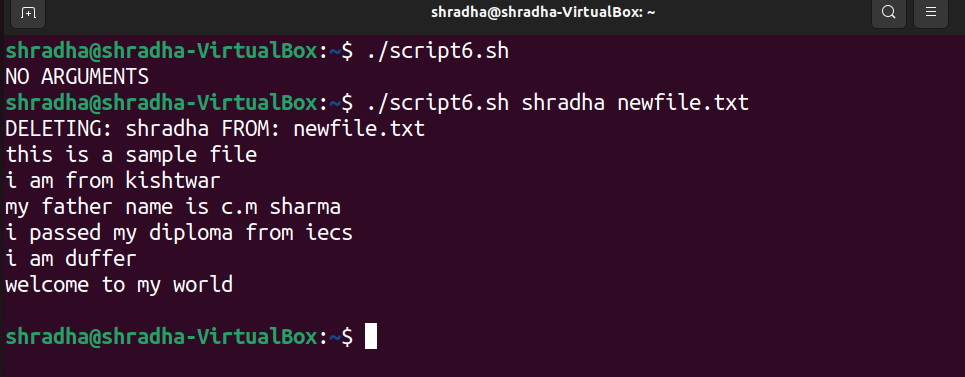 shradha@shradha-VirtualBox: ~
shradha@shradha-VirtualBox:~$ ./script6.sh
NO ARGUMENTS
shradha@shradha-VirtualBox:~$ ./script6.sh shradha newfile.txt
DELETING: shradha FROM: newfile.txt
this is a sample file
i am from kishtwar
my father name is c.m sharma
i passed my diploma from iecs
i am duffer
welcome to my world
shradha@shradha-VirtualBox:~$